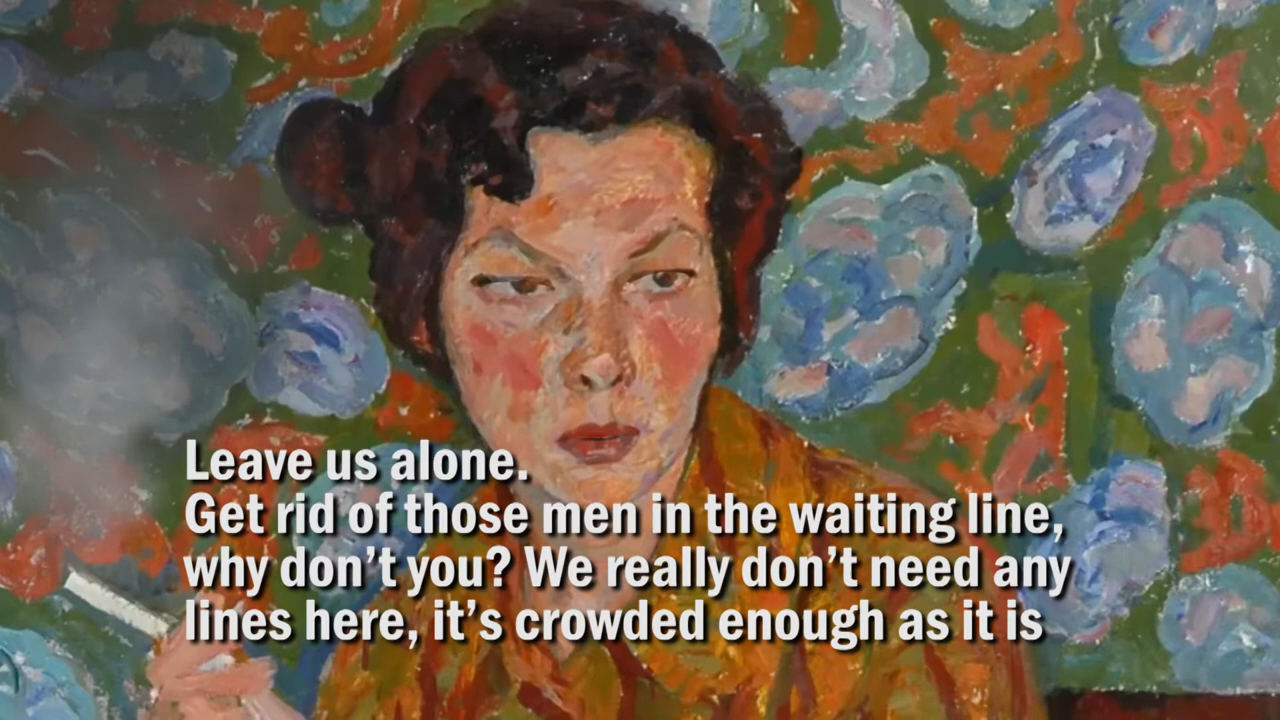 Leave us alone.
Get rid of those men in the waiting line,
why don't you? We really don't need any
lines here, it's crowded enough as it is